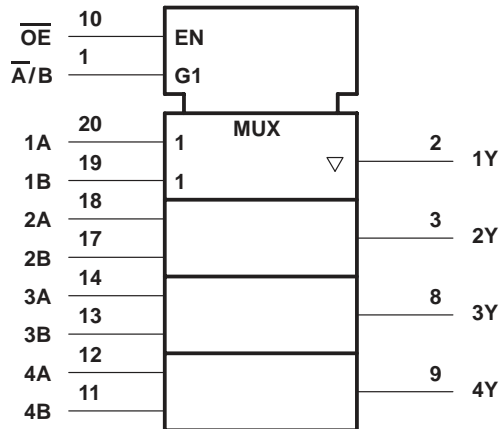 O̅E̅ 10 EN
A̅/B 1 G1
MUX
1A 20 1 ▽ 2 1Y
1B 19 1
2A 18 3 2Y
2B 17
3A 14 8 3Y
3B 13
4A 12 9 4Y
4B 11